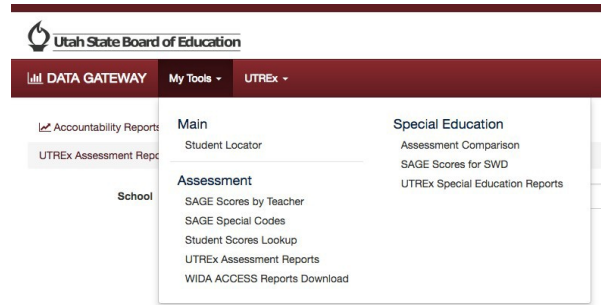 Utah State Board of Education
DATA GATEWAY My Tools UTREx
Accountability Reports
UTREx Assessment Repo
School
Main
Student Locator
Assessment
SAGE Scores by Teacher
SAGE Special Codes
Student Scores Lookup
UTREx Assessment Reports
WIDA ACCESS Reports Download
Special Education
Assessment Comparison
SAGE Scores for SWD
UTREx Special Education Reports